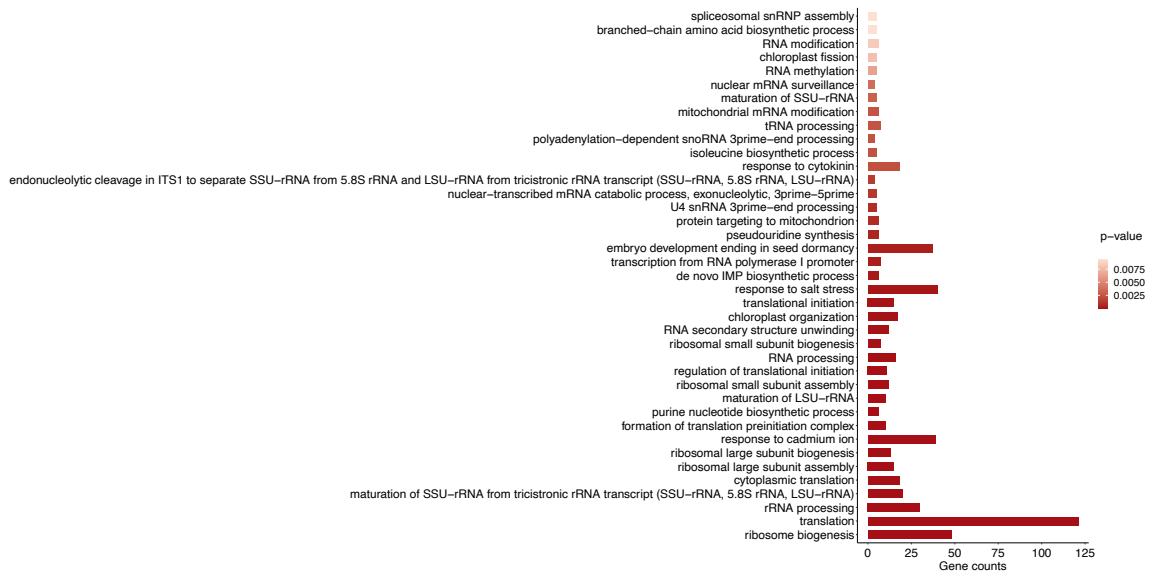 spliceosomal snRNP assembly
branched−chain amino acid biosynthetic process
RNA modification
chloroplast fission
RNA methylation
nuclear mRNA surveillance
maturation of SSU−rRNA
mitochondrial mRNA modification
tRNA processing
polyadenylation−dependent snoRNA 3prime−end processing
isoleucine biosynthetic process
response to cytokinin
endonucleolytic cleavage in ITS1 to separate SSU−rRNA from 5.8S rRNA and LSU−rRNA from tricistronic rRNA transcript (SSU−rRNA, 5.8S rRNA, LSU−rRNA)
nuclear−transcribed mRNA catabolic process, exonucleolytic, 3prime−5prime
U4 snRNA 3prime−end processing
protein targeting to mitochondrion
pseudouridine synthesis
embryo development ending in seed dormancy
transcription from RNA polymerase I promoter
de novo IMP biosynthetic process
response to salt stress
translational initiation
chloroplast organization
RNA secondary structure unwinding
ribosomal small subunit biogenesis
RNA processing
regulation of translational initiation
ribosomal small subunit assembly
maturation of LSU−rRNA
purine nucleotide biosynthetic process
formation of translation preinitiation complex
response to cadmium ion
ribosomal large subunit biogenesis
ribosomal large subunit assembly
cytoplasmic translation
maturation of SSU−rRNA from tricistronic rRNA transcript (SSU−rRNA, 5.8S rRNA, LSU−rRNA)
rRNA processing
translation
ribosome biogenesis
0 25 50 75 100 125
Gene counts
p−value
0.0075
0.0050
0.0025